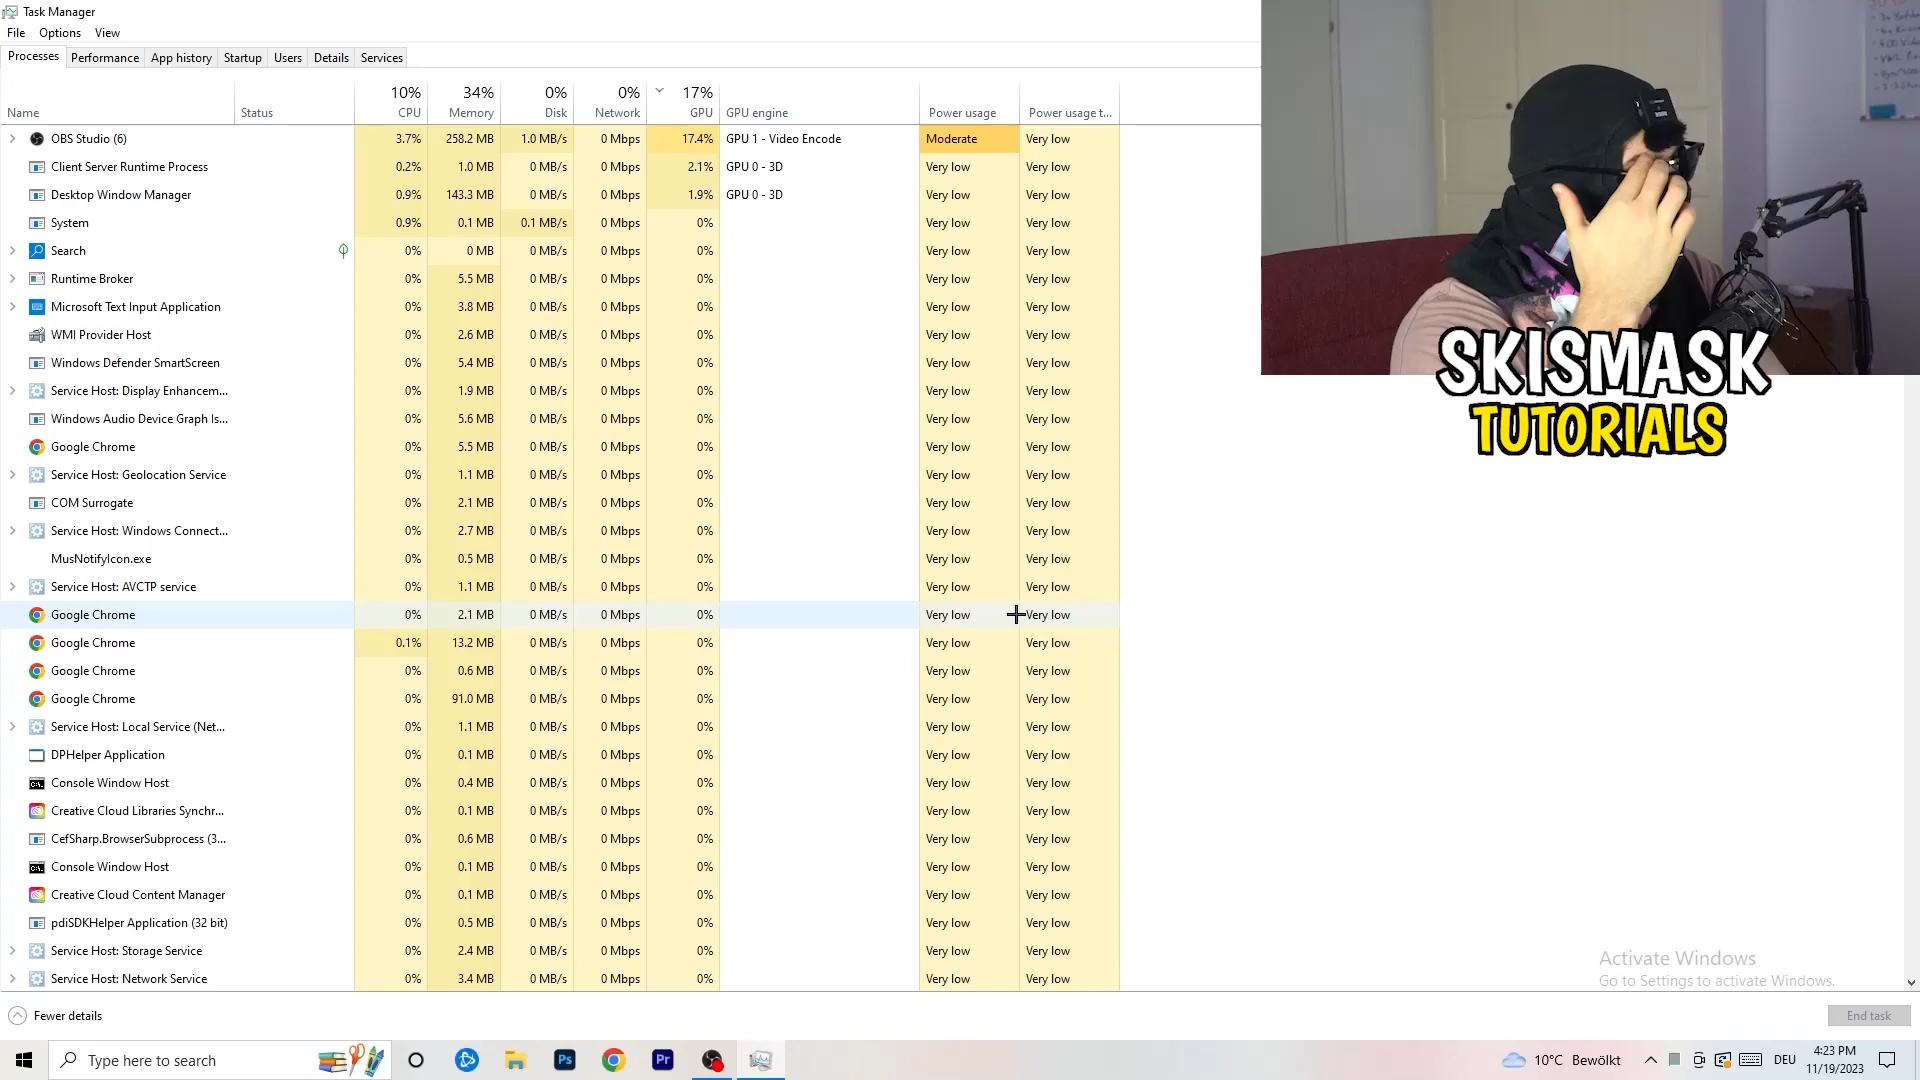 Task Manager
File Options View
Processes Performance App history Startup Users Details Services
10% 34% 0% 0% 17%
Name Status CPU Memory Disk Network GPU GPU engine Power usage Power usage t...
OBS Studio (6) 3.7% 258.2 MB 1.0 MB/s 0 Mbps 17.4% GPU 1 - Video Encode Moderate Very low
Client Server Runtime Process 0.2% 1.0 MB 0 MB/s 0 Mbps 2.1% GPU 0 - 3D Very low Very low
Desktop Window Manager 0.9% 143.3 MB 0 MB/s 0 Mbps 1.9% GPU 0 - 3D Very low Very low
System 0.9% 0.1 MB 0.1 MB/s 0 Mbps 0% Very low Very low
Search 0% 0 MB 0 MB/s 0 Mbps 0% Very low Very low
Runtime Broker 0% 5.5 MB 0 MB/s 0 Mbps 0% Very low Very low
Microsoft Text Input Application 0% 3.8 MB 0 MB/s 0 Mbps 0% Very low Very low
WMI Provider Host 0% 2.6 MB 0 MB/s 0 Mbps 0% Very low Very low
Windows Defender SmartScreen 0% 5.4 MB 0 MB/s 0 Mbps 0% Very low Very low
Service Host: Display Enhancem... 0% 1.9 MB 0 MB/s 0 Mbps 0% Very low Very low
Windows Audio Device Graph Is... 0% 5.6 MB 0 MB/s 0 Mbps 0% Very low Very low
Google Chrome 0% 5.5 MB 0 MB/s 0 Mbps 0% Very low Very low
Service Host: Geolocation Service 0% 1.1 MB 0 MB/s 0 Mbps 0% Very low Very low
COM Surrogate 0% 2.1 MB 0 MB/s 0 Mbps 0% Very low Very low
Service Host: Windows Connect... 0% 2.7 MB 0 MB/s 0 Mbps 0% Very low Very low
MusNotifyIcon.exe 0% 0.5 MB 0 MB/s 0 Mbps 0% Very low Very low
Service Host: AVCTP service 0% 1.1 MB 0 MB/s 0 Mbps 0% Very low Very low
Google Chrome 0% 2.1 MB 0 MB/s 0 Mbps 0% Very low Very low
Google Chrome 0.1% 13.2 MB 0 MB/s 0 Mbps 0% Very low Very low
Google Chrome 0% 0.6 MB 0 MB/s 0 Mbps 0% Very low Very low
Google Chrome 0% 91.0 MB 0 MB/s 0 Mbps 0% Very low Very low
Service Host: Local Service (Net... 0% 1.1 MB 0 MB/s 0 Mbps 0% Very low Very low
DPHelper Application 0% 0.1 MB 0 MB/s 0 Mbps 0% Very low Very low
Console Window Host 0% 0.4 MB 0 MB/s 0 Mbps 0% Very low Very low
Creative Cloud Libraries Synchr... 0% 0.1 MB 0 MB/s 0 Mbps 0% Very low Very low
CefSharp.BrowserSubprocess (3... 0% 0.6 MB 0 MB/s 0 Mbps 0% Very low Very low
Console Window Host 0% 0.1 MB 0 MB/s 0 Mbps 0% Very low Very low
Creative Cloud Content Manager 0% 0.1 MB 0 MB/s 0 Mbps 0% Very low Very low
pdiSDKHelper Application (32 bit) 0% 0.5 MB 0 MB/s 0 Mbps 0% Very low Very low
Service Host: Storage Service 0% 2.4 MB 0 MB/s 0 Mbps 0% Very low Very low
Service Host: Network Service 0% 3.4 MB 0 MB/s 0 Mbps 0% Very low Very low
SKISMASK
TUTORIALS
Activate Windows
Go to Settings to activate Windows.
Fewer details End task
Type here to search Ps Pr 10°C Bewölkt DEU 4:23 PM
11/19/2023